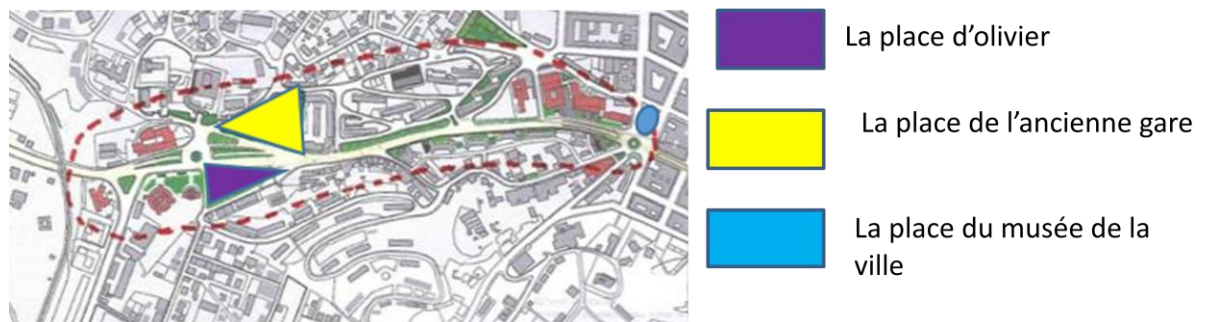 La place d'olivier
La place de l'ancienne gare
La place du musée de la
ville